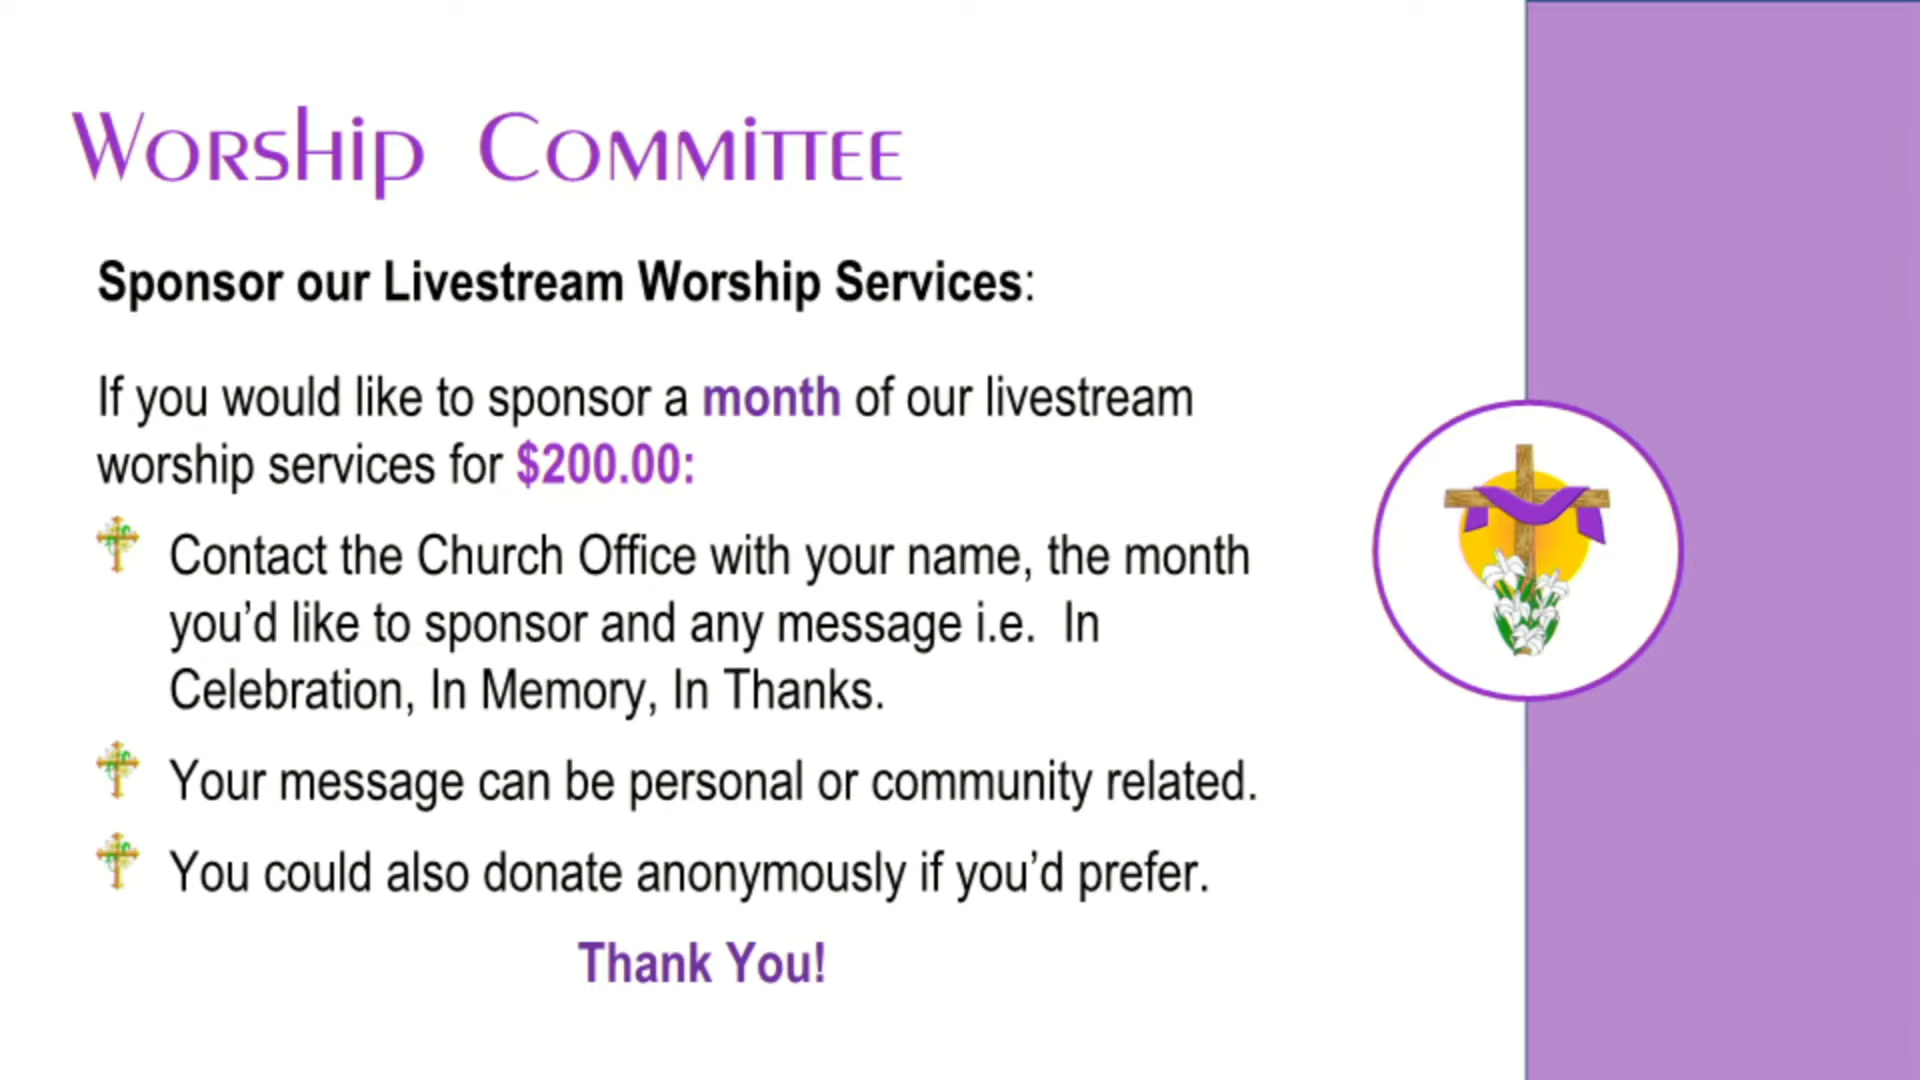 Worship Committee
Sponsor our Livestream Worship Services:
If you would like to sponsor a month of our livestream
worship services for $200.00:
Contact the Church Office with your name, the month
you’d like to sponsor and any message i.e.  In
Celebration, In Memory, In Thanks.
Your message can be personal or community related.
You could also donate anonymously if you’d prefer.
Thank You!